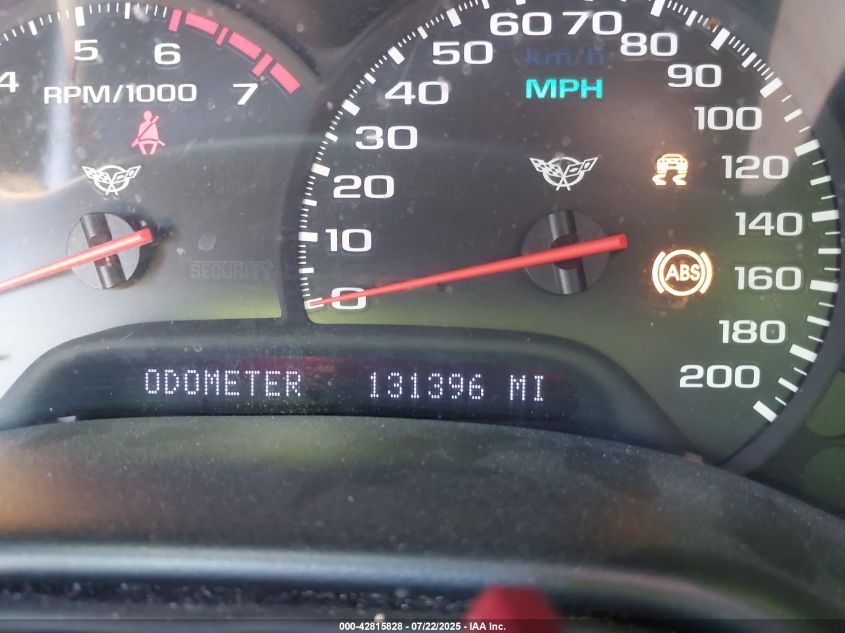 4 5 6 7
RPM/1000
0 10 20 30 40 50 60 70 80 90 100 120 140 160 180 200
km/h
MPH
ABS
SECURITY
ODOMETER 131396 MI
000-42815828 - 07/22/2025 - IAA Inc.